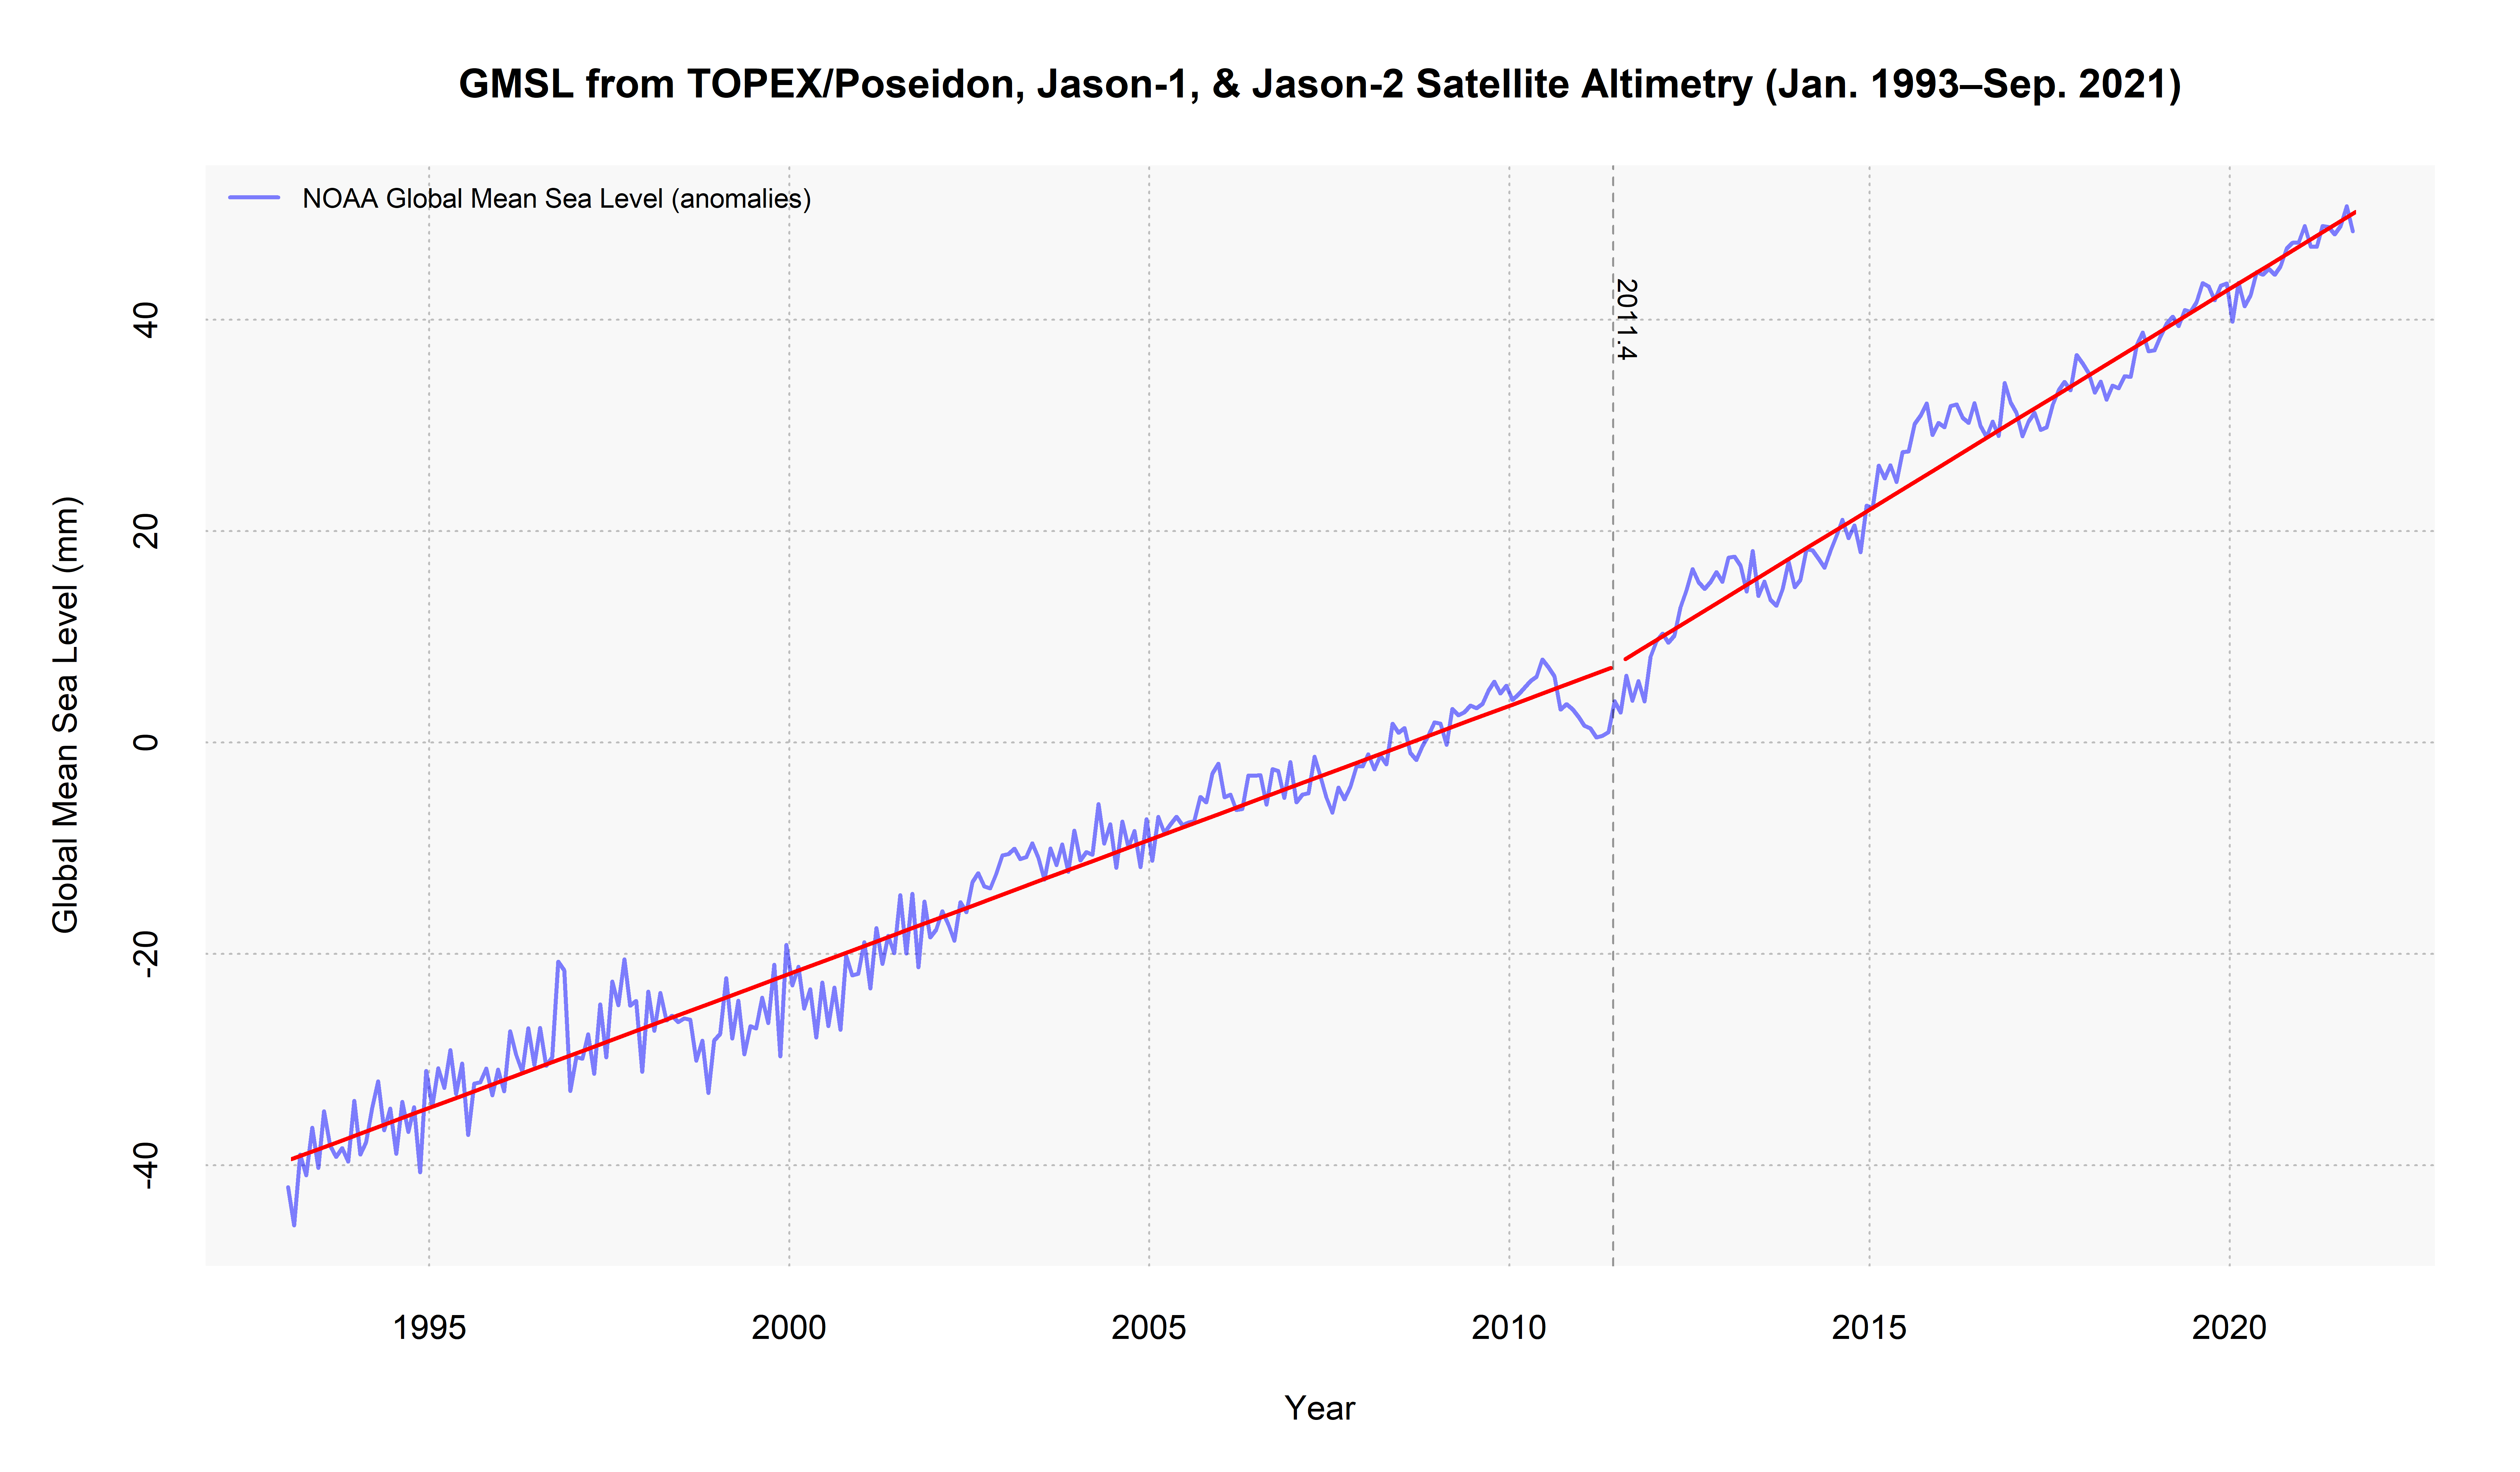 GMSL from TOPEX/Poseidon, Jason-1, & Jason-2 Satellite Altimetry (Jan. 1993–Sep. 2021)
NOAA Global Mean Sea Level (anomalies)
2011.4
Global Mean Sea Level (mm)
40
20
0
-20
-40
1995 2000 2005 2010 2015 2020
Year